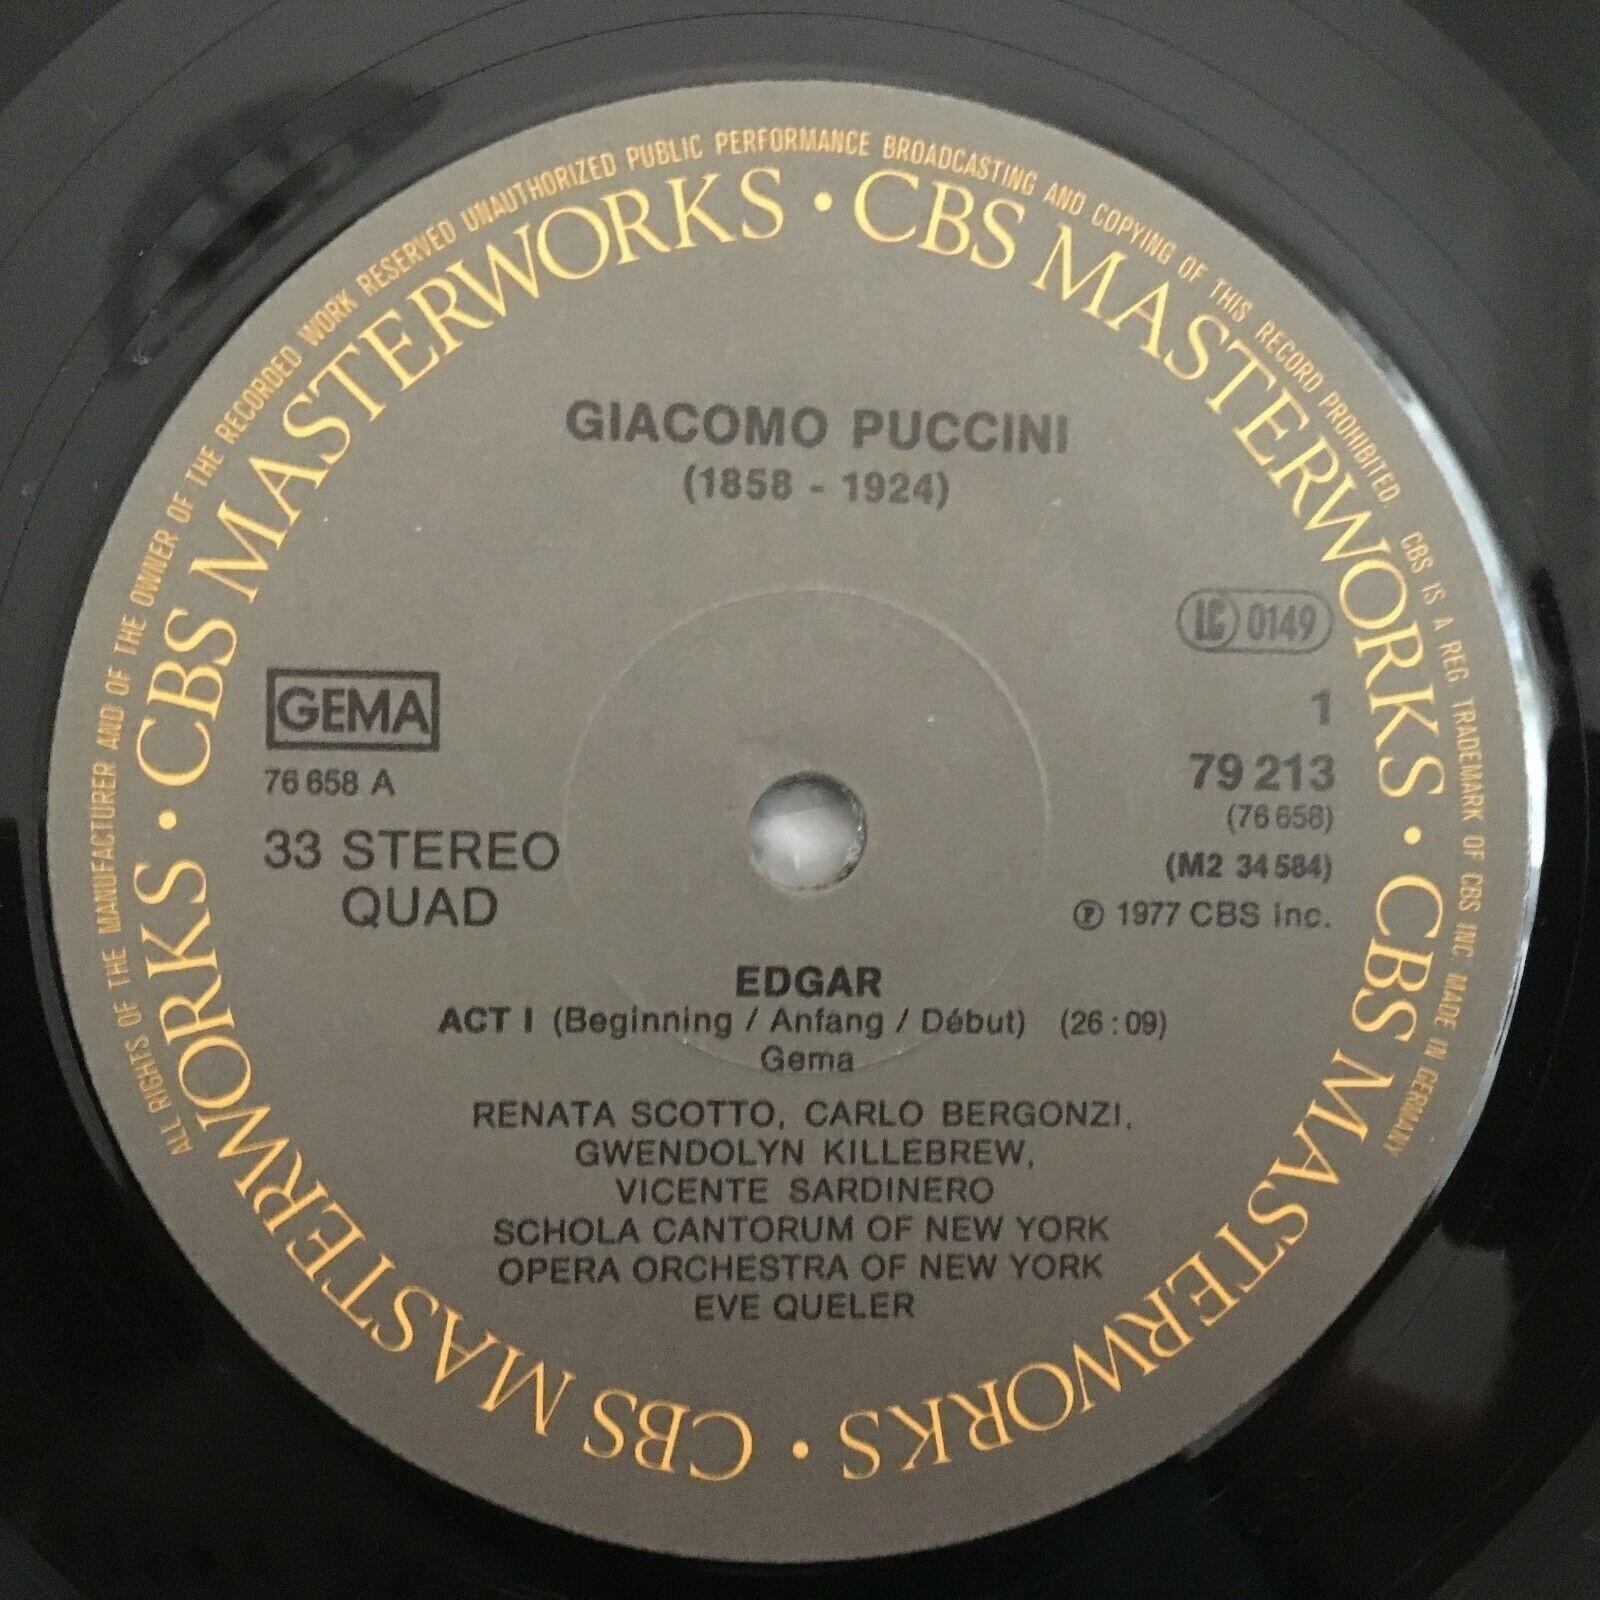 ALL RIGHTS OF THE MANUFACTURER AND OF THE OWNER OF THE RECORDED WORK RESERVED UNAUTHORIZED PUBLIC PERFORMANCE BROADCASTING AND COPYING OF THIS RECORD PROHIBITED. CBS IS A REG. TRADEMARK OF CBS INC MADE IN GERMANY
CBS MASTERWORKS • CBS MASTERWORKS • CBS MASTERWORKS • CBS MASTERWORKS •
GIACOMO PUCCINI
(1858 - 1924)
LC 0149
GEMA
1
76 658 A
79 213
(76 658)
33 STEREO
(M2 34 584)
QUAD
℗ 1977 CBS Inc.
EDGAR
ACT I (Beginning / Anfang / Début) (26:09)
Gema
RENATA SCOTTO, CARLO BERGONZI,
GWENDOLYN KILLEBREW,
VICENTE SARDINERO
SCHOLA CANTORUM OF NEW YORK
OPERA ORCHESTRA OF NEW YORK
EVE QUELER